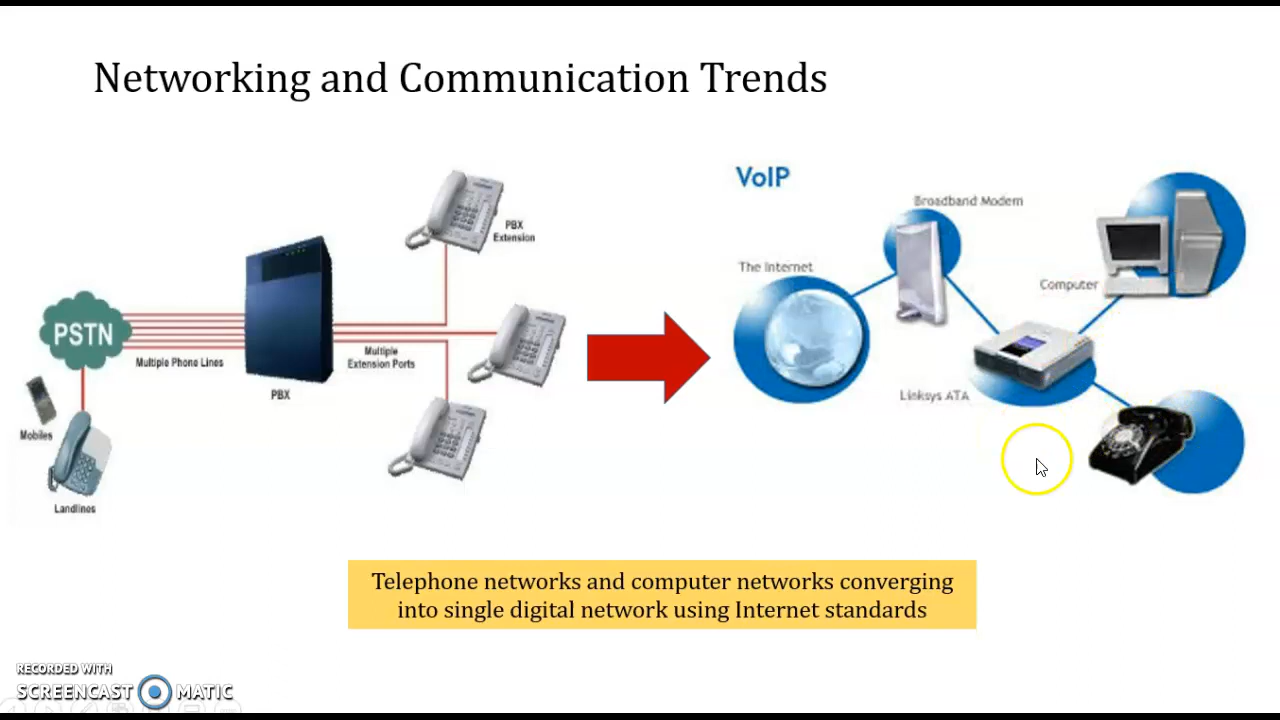 Networking and Communication Trends
PSTN
Multiple Phone Lines
Mobiles
Landlines
PBX
Multiple
Extension Ports
PBX
Extension
VoIP
The Internet
Broadband Modem
Computer
Linksys ATA
Telephone networks and computer networks converging
into single digital network using Internet standards
RECORDED WITH
SCREENCAST MATIC